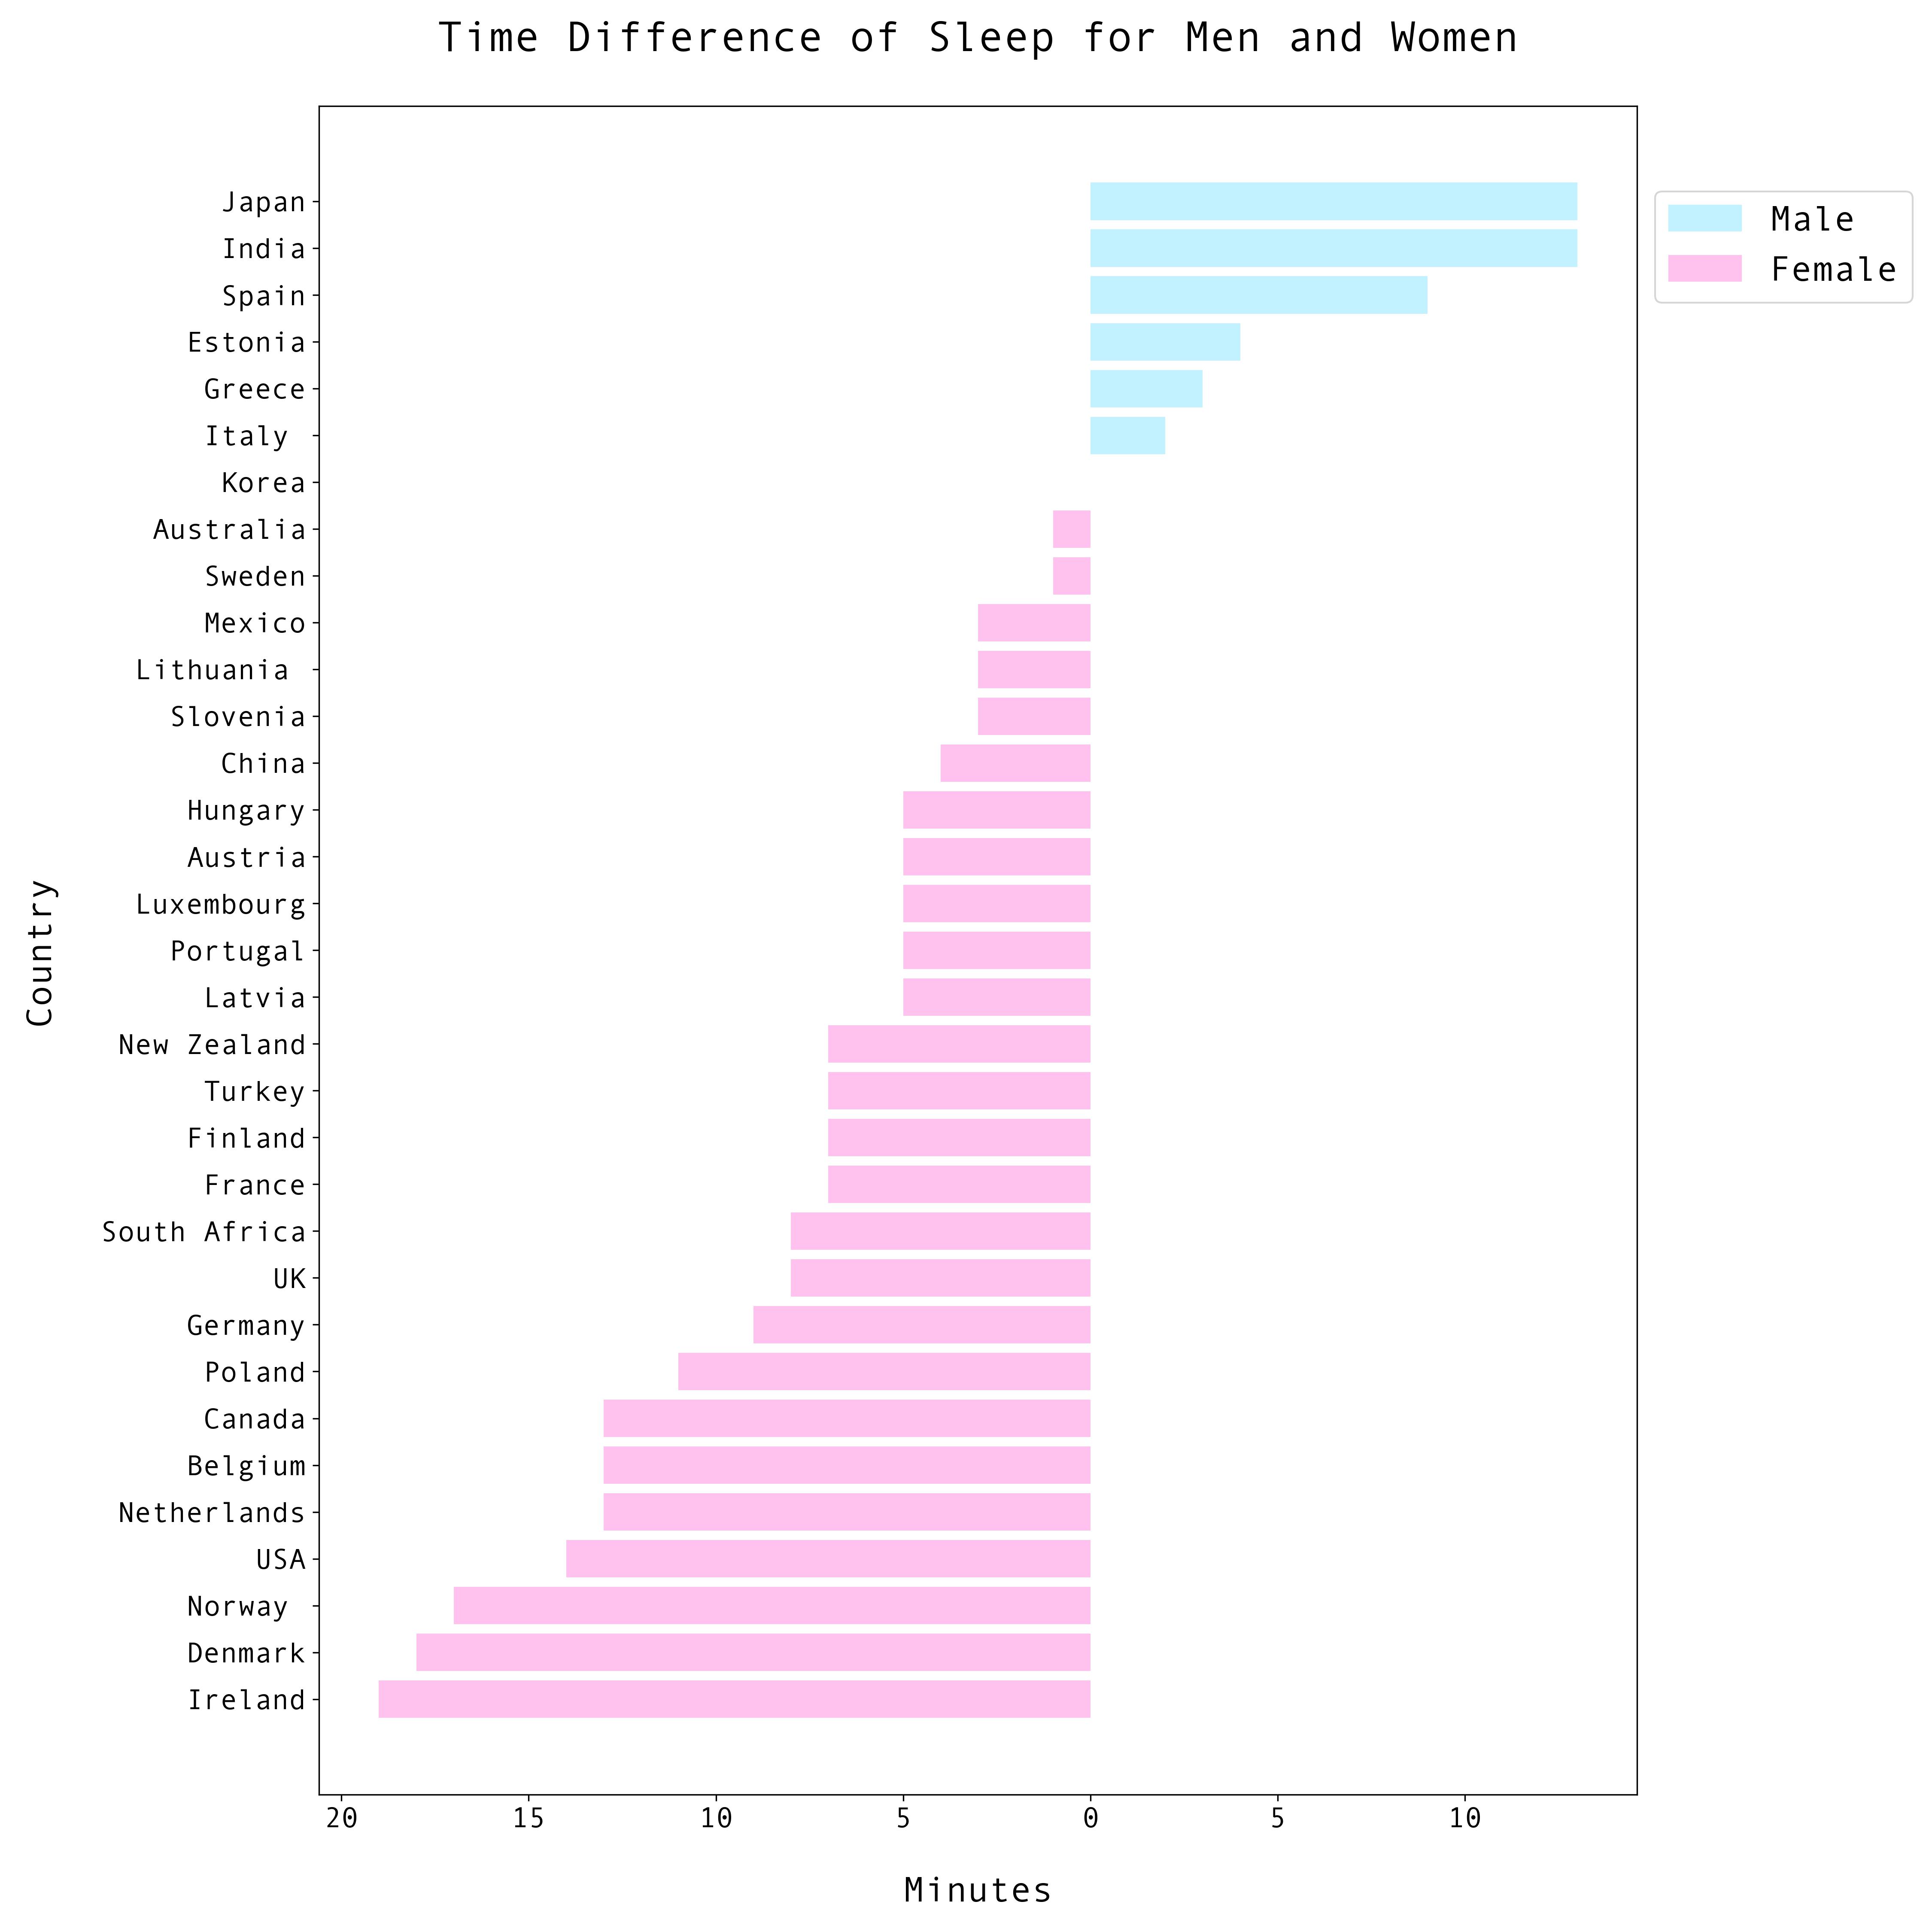 Time Difference of Sleep for Men and Women
Japan
India
Spain
Estonia
Greece
Italy
Korea
Australia
Sweden
Mexico
Lithuania
Slovenia
China
Hungary
Austria
Luxembourg
Portugal
Latvia
New Zealand
Turkey
Finland
France
South Africa
UK
Germany
Poland
Canada
Belgium
Netherlands
USA
Norway
Denmark
Ireland
Country
20 15 10 5 0 5 10
Minutes
Male
Female